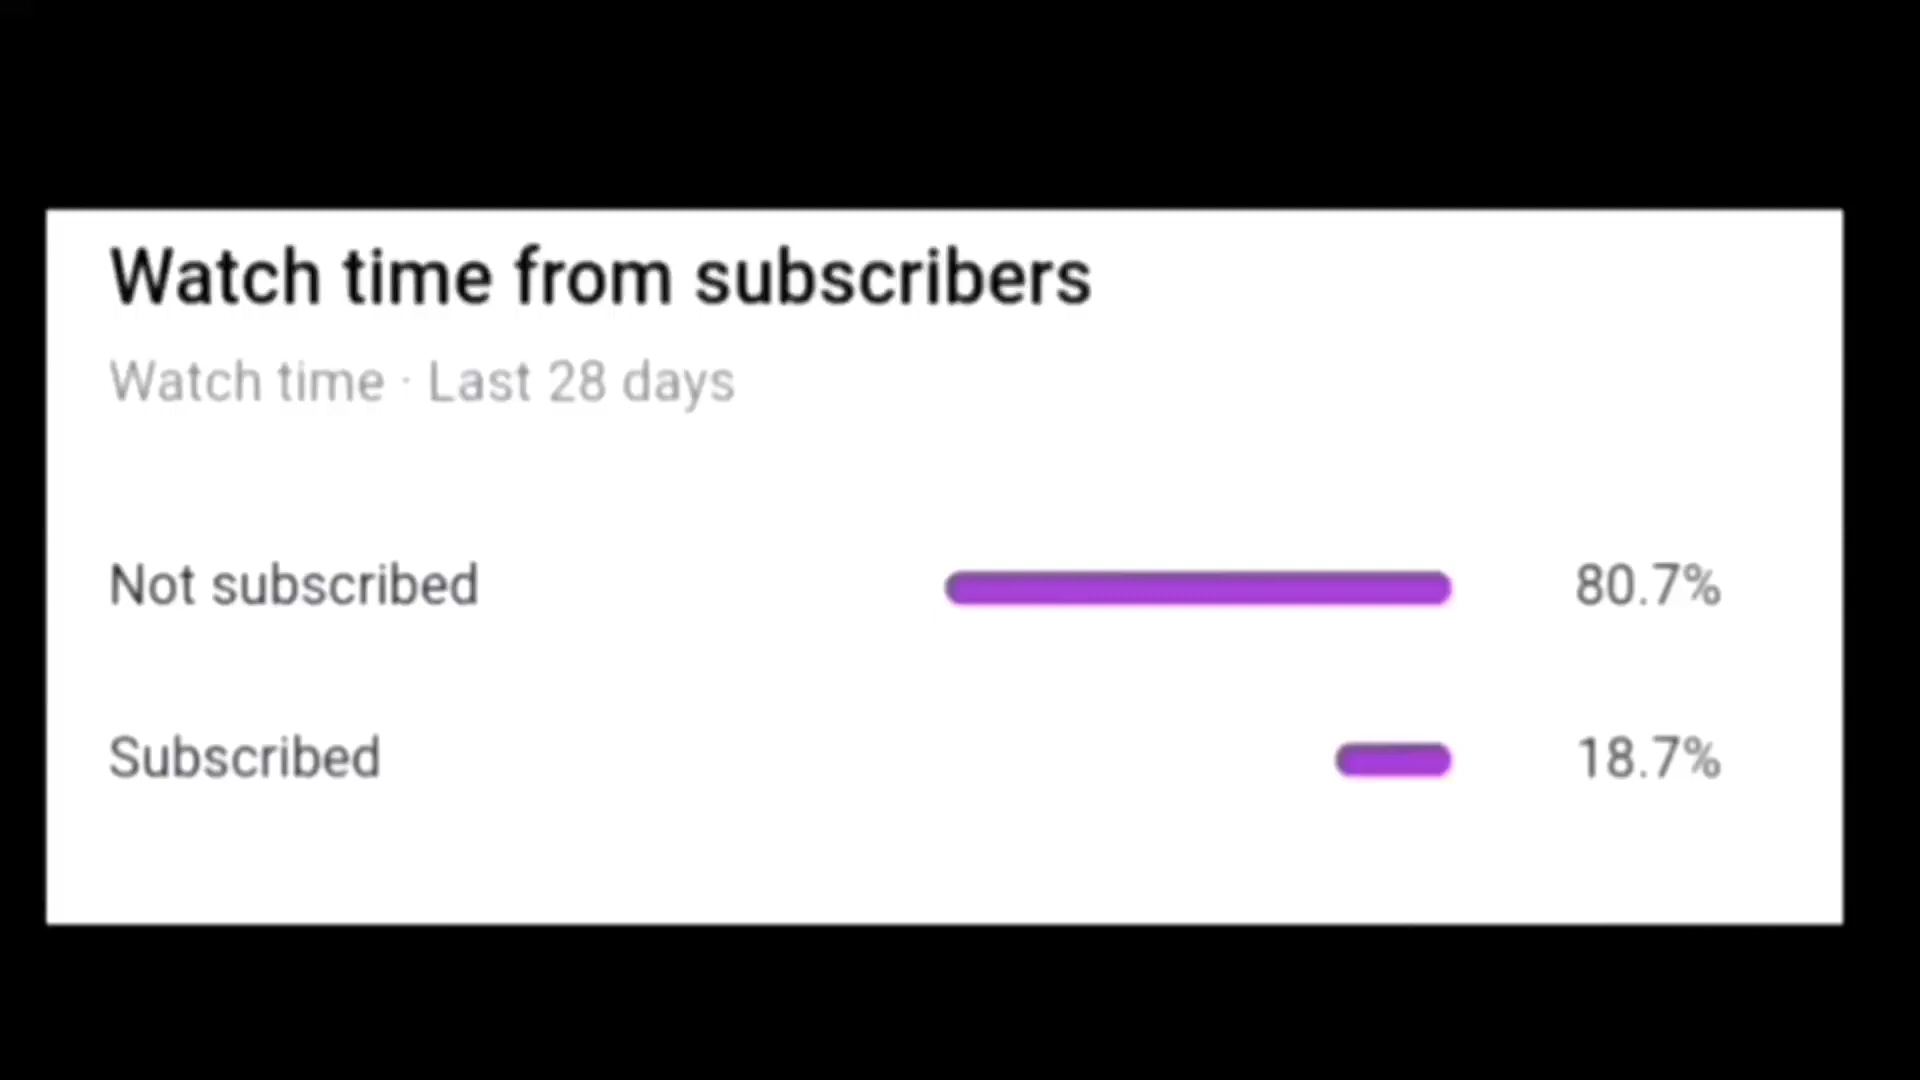 Watch time from subscribers
Watch time · Last 28 days
Not subscribed 80.7%
Subscribed 18.7%